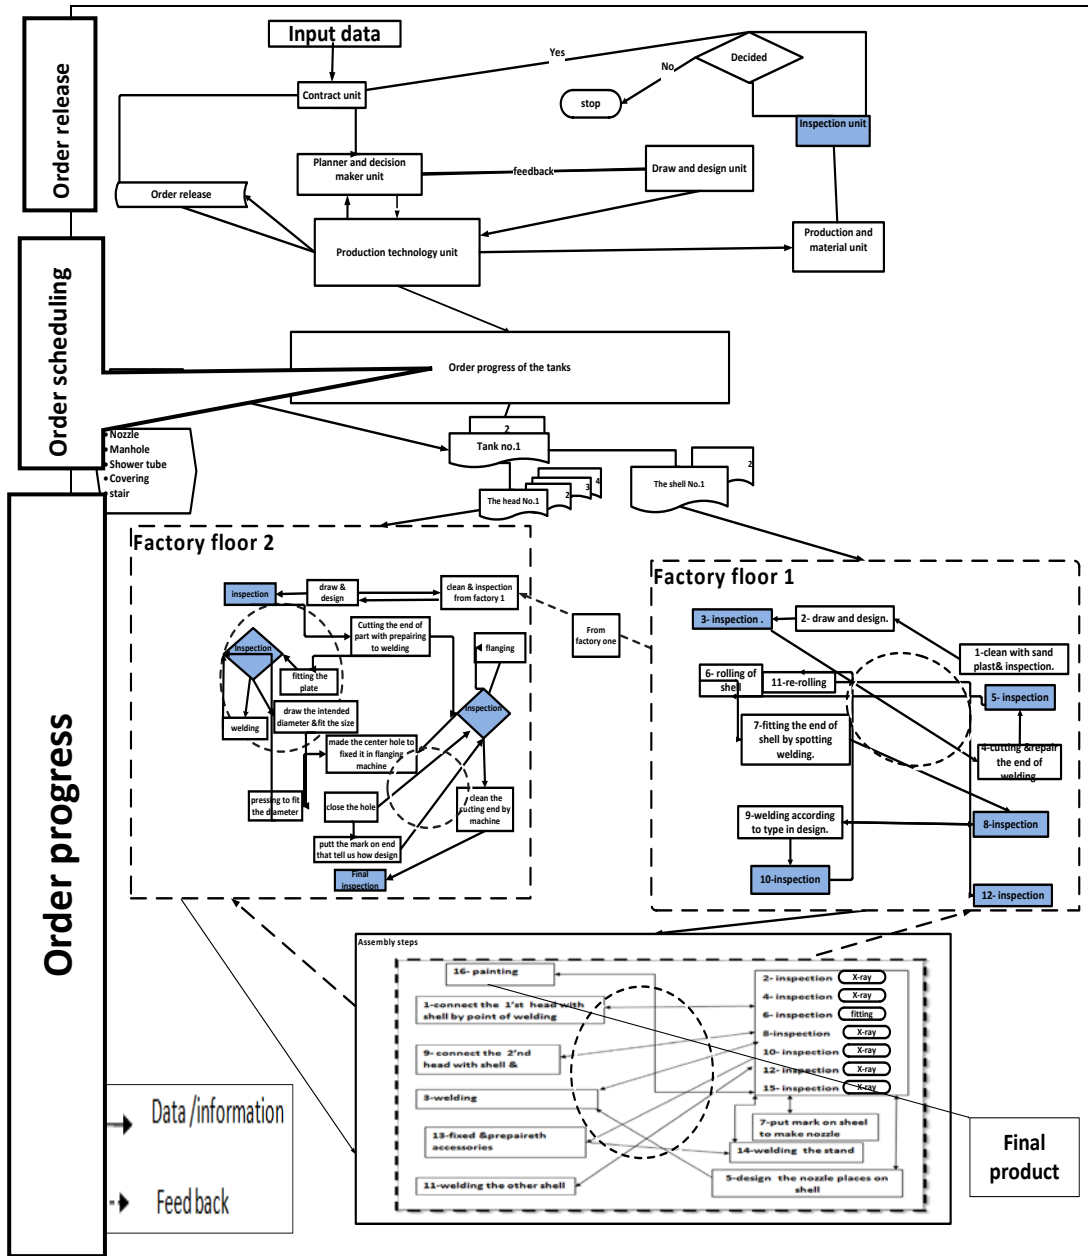 Order release
Input data
Contract unit
Yes
No
Decided
stop
Inspection unit
Planner and decision
maker unit
feedback
Draw and design unit
Order release
Production technology unit
Production and
material unit
Order scheduling
Order progress of the tanks
• Nozzle
• Manhole
• Shower tube
• Covering
• stair
2
Tank no.1
The head No.1
2
3
4
The shell No.1
2
Order progress
Factory floor 2
inspection
draw &
design
clean & inspection
from factory 1
Cutting the end of
part with prepairing
to welding
flanging
inspection
fitting the
plate
draw the intended
diameter &fit the size
welding
inspection
made the center hole to
fixed it in flanging
machine
pressing to fit
the diameter
close the hole
clean the
cutting end by
machine
putt the mark on end
that tell us how design
Final
inspection
From
factory one
Factory floor 1
3- inspection .
2- draw and design.
1-clean with sand
plast& inspection.
6- rolling of
shell
11-re-rolling
5- inspection
7-fitting the end of
shell by spotting
welding.
4-cutting &repair
the end of
welding
9-welding according
to type in design.
8-inspection
10-inspection
12- inspection
Assembly steps
16- painting
1-connect the 1'st head with
shell by point of welding
9- connect the 2'nd
head with shell &
3-welding
13-fixed &prepaireth
accessories
11-welding the other shell
2- inspection X-ray
4- inspection X-ray
6- inspection fitting
8-inspection X-ray
10- inspection X-ray
12- inspection X-ray
15- inspection X-ray
7-put mark on sheel
to make nozzle
14-welding the stand
5-design the nozzle places on
shell
Final
product
Data /information
Feedback